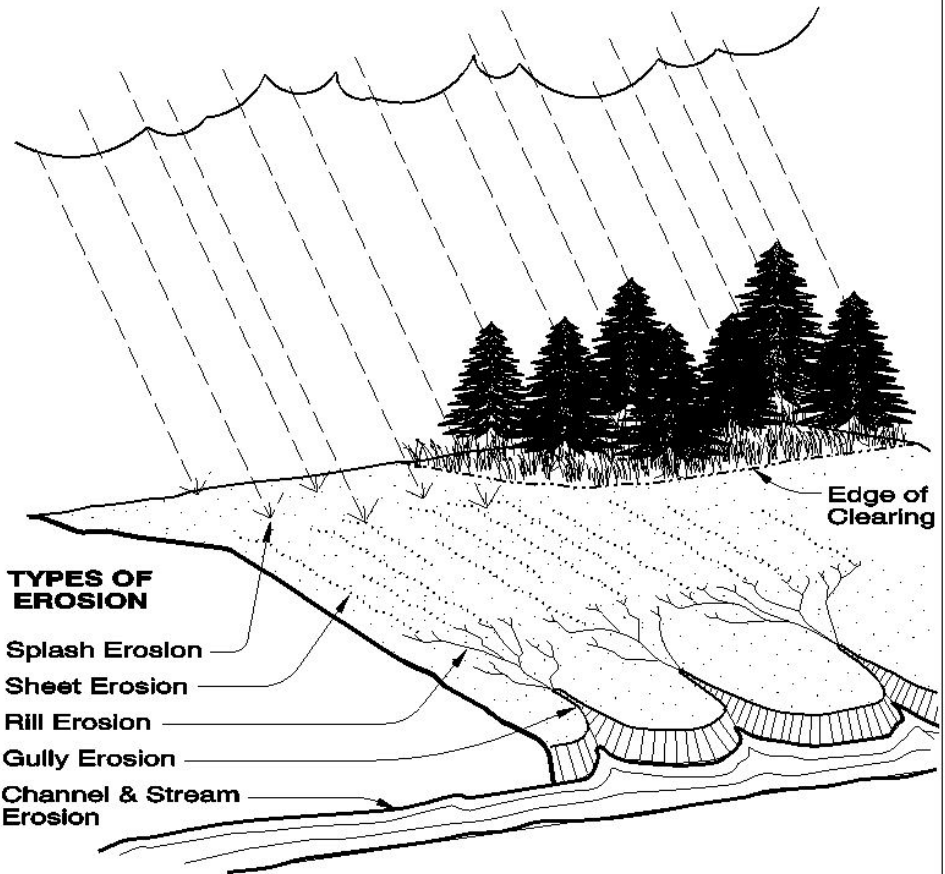 Edge of
Clearing
TYPES OF
EROSION
Splash Erosion
Sheet Erosion
Rill Erosion
Gully Erosion
Channel & Stream
Erosion